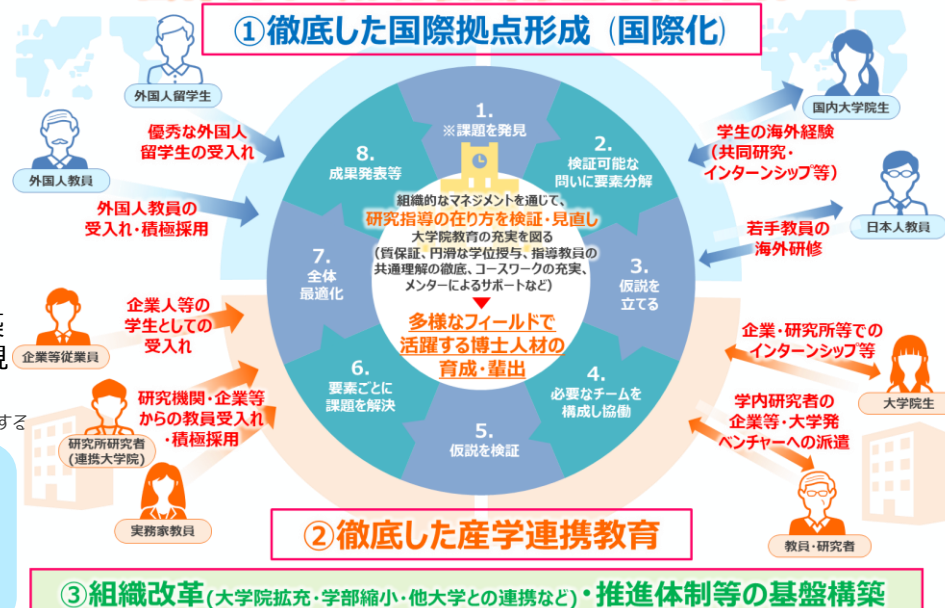 ①徹底した国際拠点形成 (国際化)
外国人留学生
優秀な外国人
留学生の受入れ
外国人教員
外国人教員の
受入れ・積極採用
国内大学院生
学生の海外経験
(共同研究・
インターンシップ等)
日本人教員
若手教員の
海外研修
1.
※課題を発見
2.
検証可能な
問いに要素分解
3.
仮説を
立てる
4.
必要なチームを
構成し協働
5.
仮説を検証
6.
要素ごとに
課題を解決
7.
全体
最適化
8.
成果発表等
組織的なマネジメントを通じて、
研究指導の在り方を検証・見直し
大学院教育の充実を図る
(質保証、円滑な学位授与、指導教員の
共通理解の徹底、コースワークの充実、
メンターによるサポートなど)
多様なフィールドで
活躍する博士人材の
育成・輩出
企業等従業員
企業人等の
学生としての
受入れ
研究所研究者
(連携大学院)
研究機関・企業等
からの教員受入れ
・積極採用
実務家教員
企業・研究所等での
インターンシップ等
大学院生
学内研究者の
企業等・大学発
ベンチャーへの派遣
教員・研究者
現
する
②徹底した産学連携教育
③組織改革(大学院拡充・学部縮小・他大学との連携など)・推進体制等の基盤構築